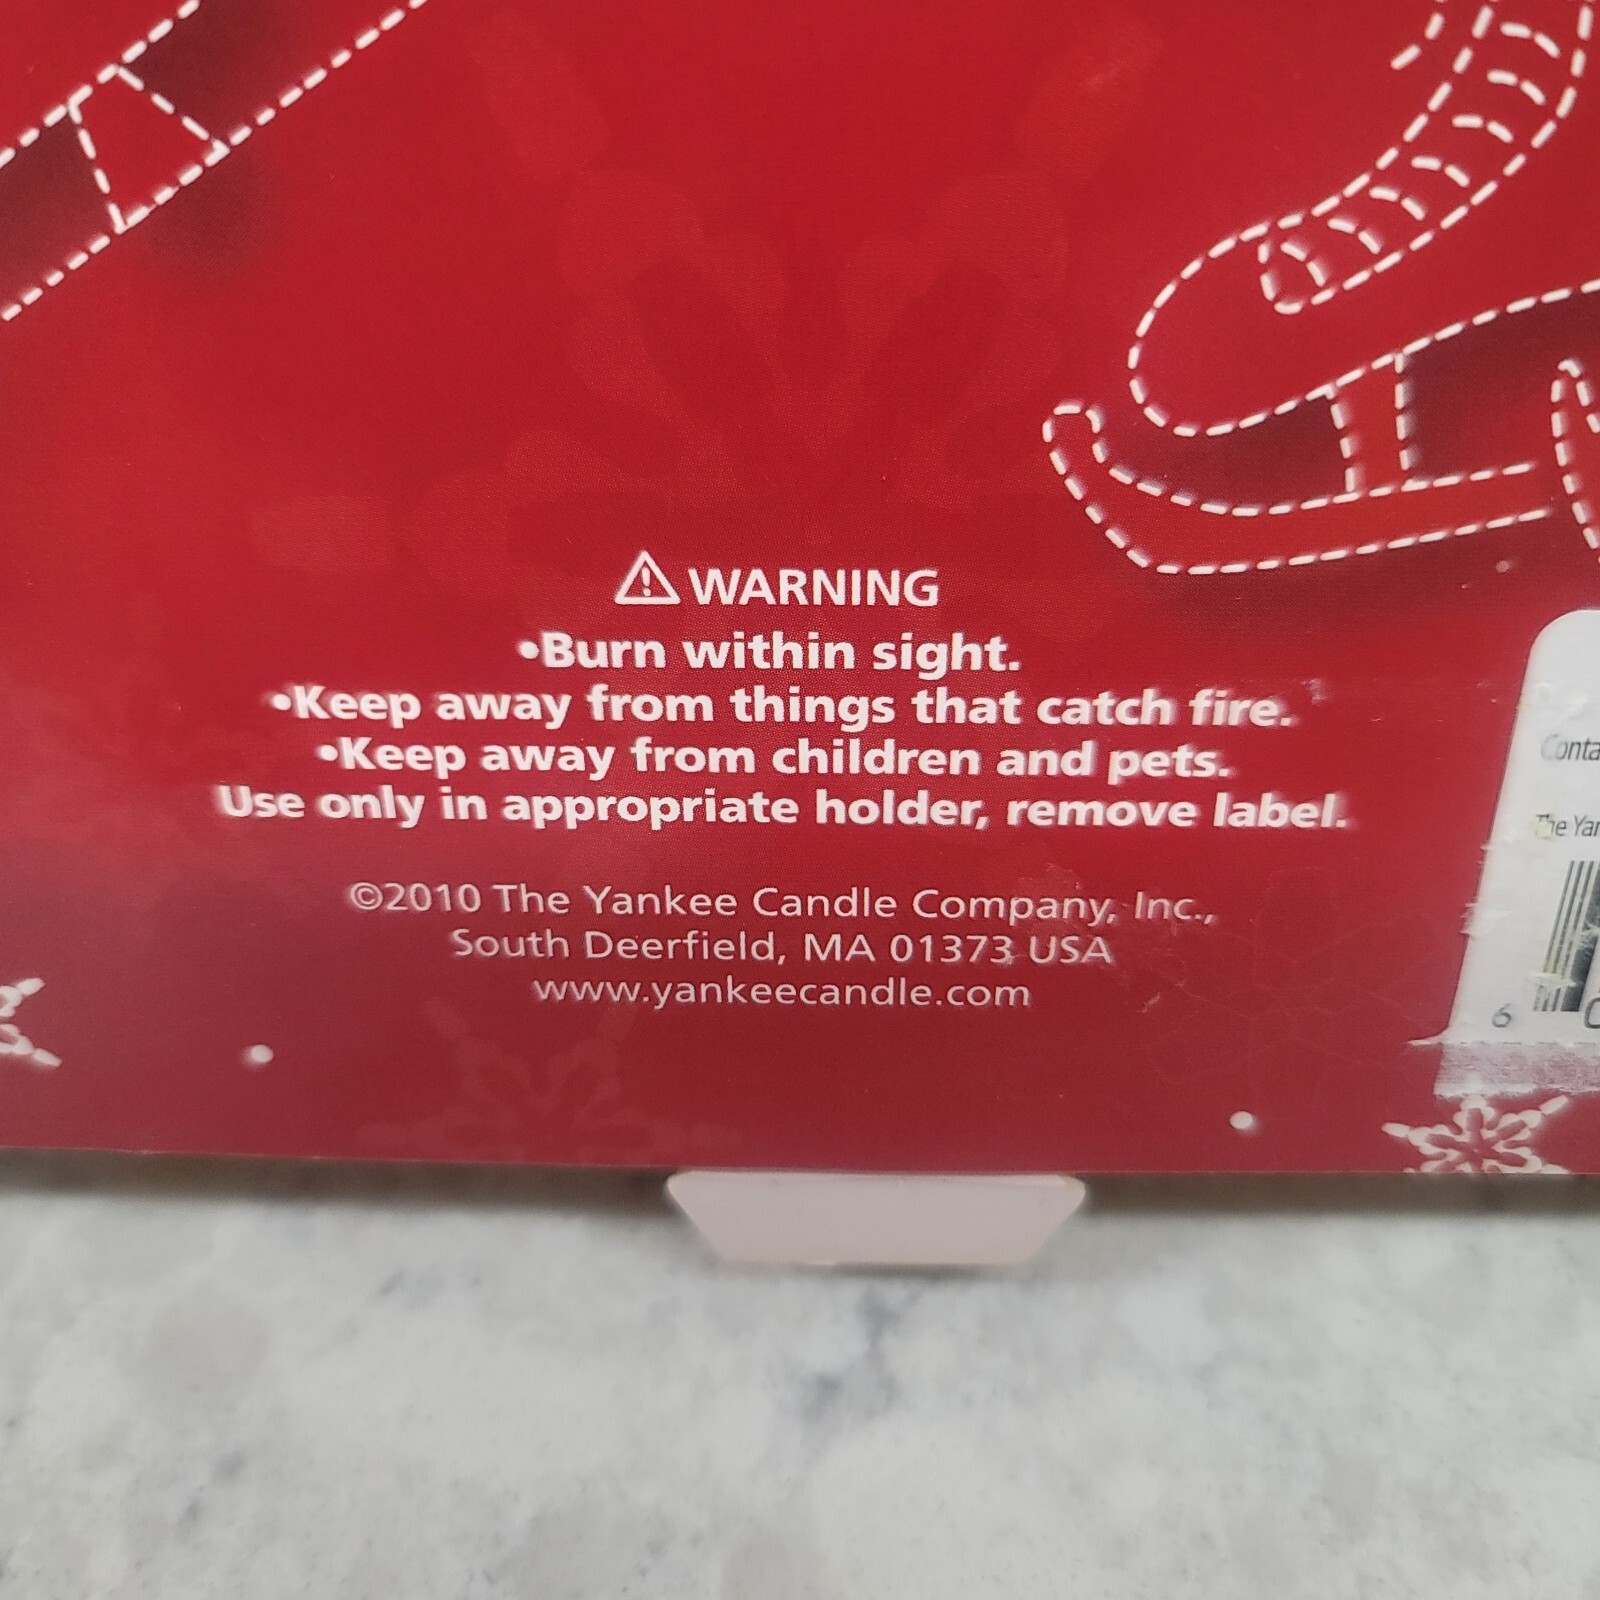 ⚠ WARNING
•Burn within sight.
•Keep away from things that catch fire.
•Keep away from children and pets.
Use only in appropriate holder, remove label.
©2010 The Yankee Candle Company, Inc.,
South Deerfield, MA 01373 USA
www.yankeecandle.com
The
6